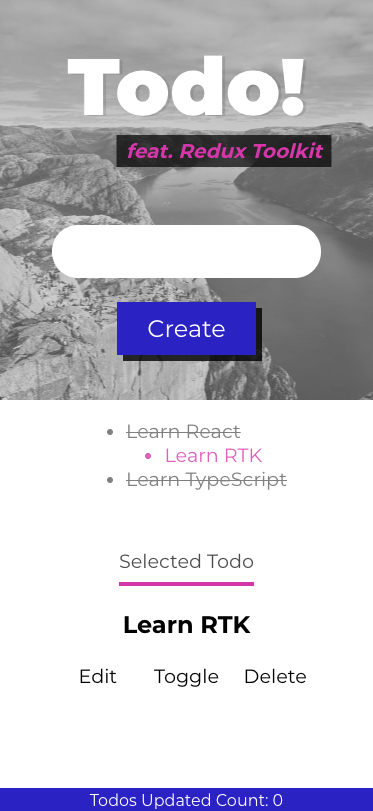 Todo!
feat. Redux Toolkit
Create
Learn React
Learn RTK
Learn TypeScript
Selected Todo
Learn RTK
Edit Toggle Delete
Todos Updated Count: 0